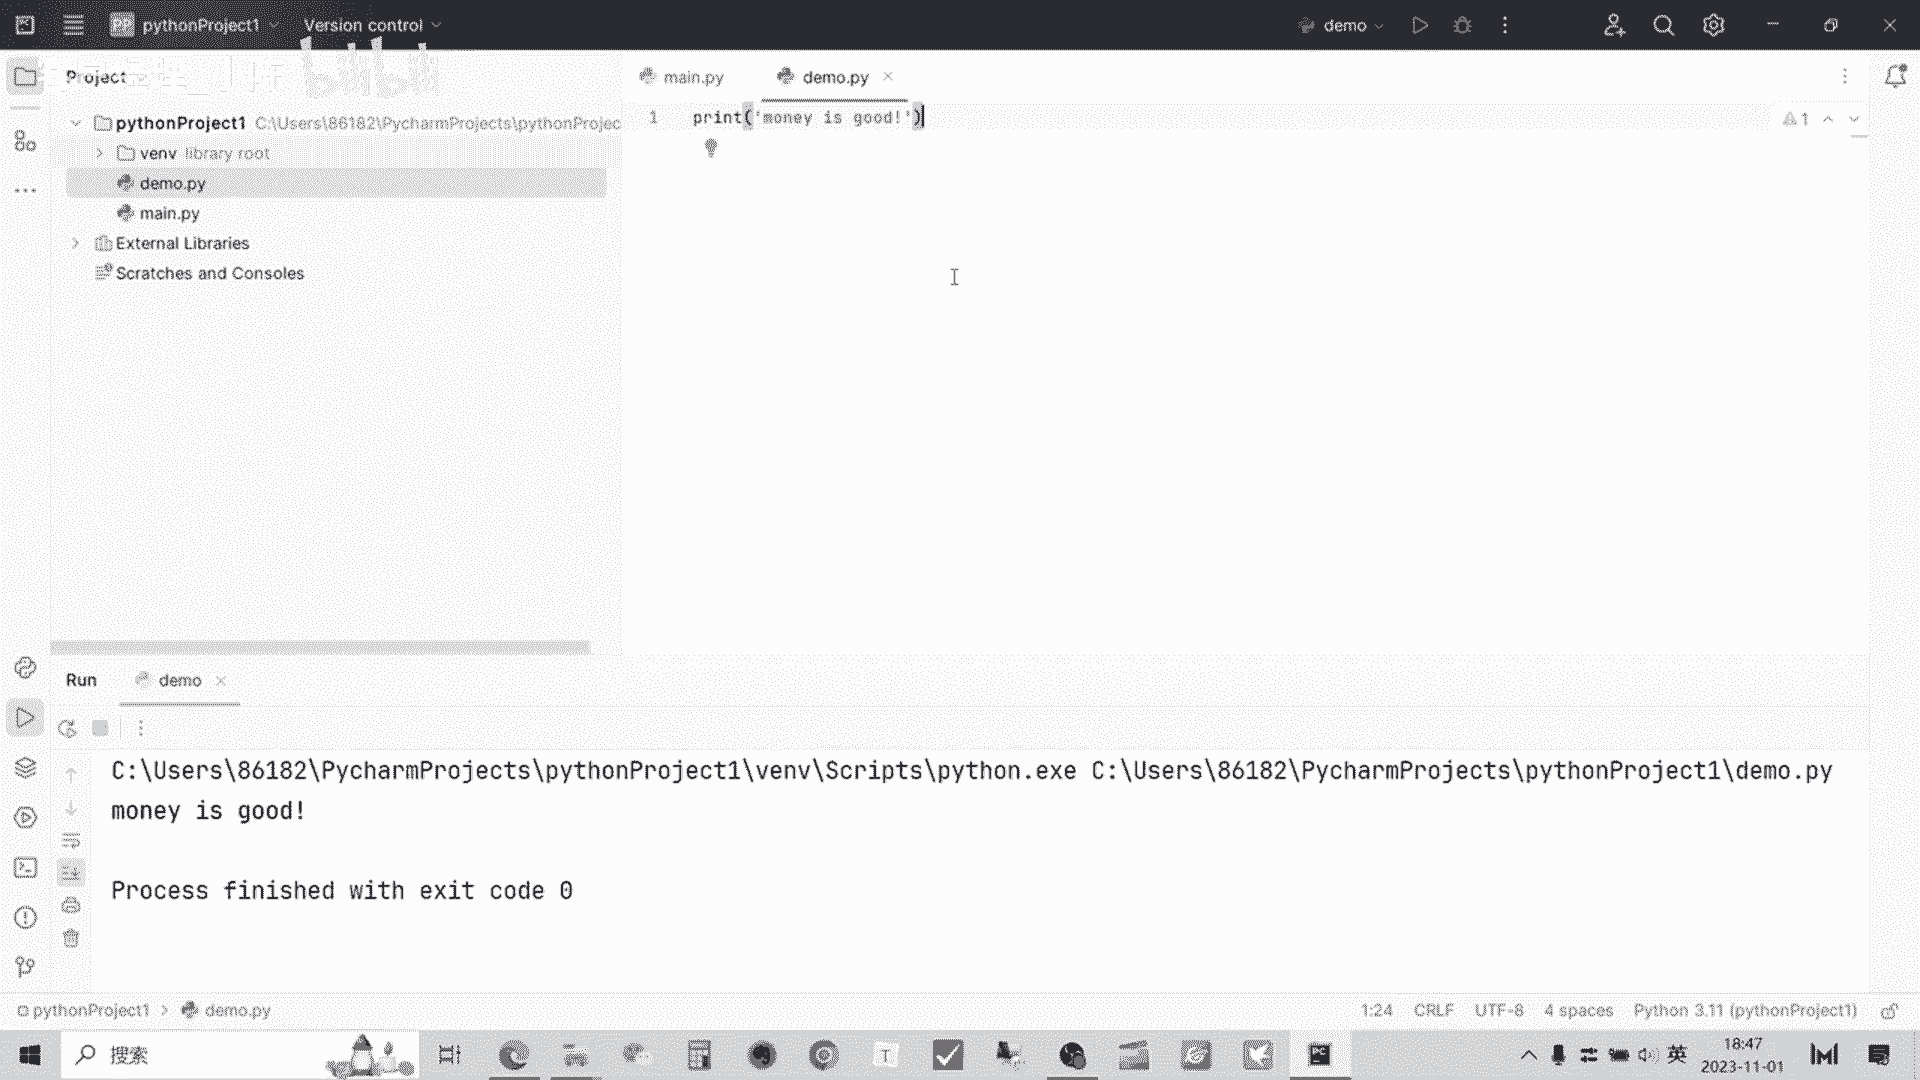 PC PP pythonProject1 Version control demo
bilibili
Project main.py demo.py
pythonProject1 C:\Users\86182\PycharmProjects\pythonProjec
venv library root
demo.py
main.py
External Libraries
Scratches and Consoles
1 print('money is good!')
1
Run demo
C:\Users\86182\PycharmProjects\pythonProject1\venv\Scripts\python.exe C:\Users\86182\PycharmProjects\pythonProject1\demo.py
money is good!
Process finished with exit code 0
pythonProject1 > demo.py 1:24 CRLF UTF-8 4 spaces Python 3.11 (pythonProject1)
搜索 T PC 英 18:47
2023-11-01